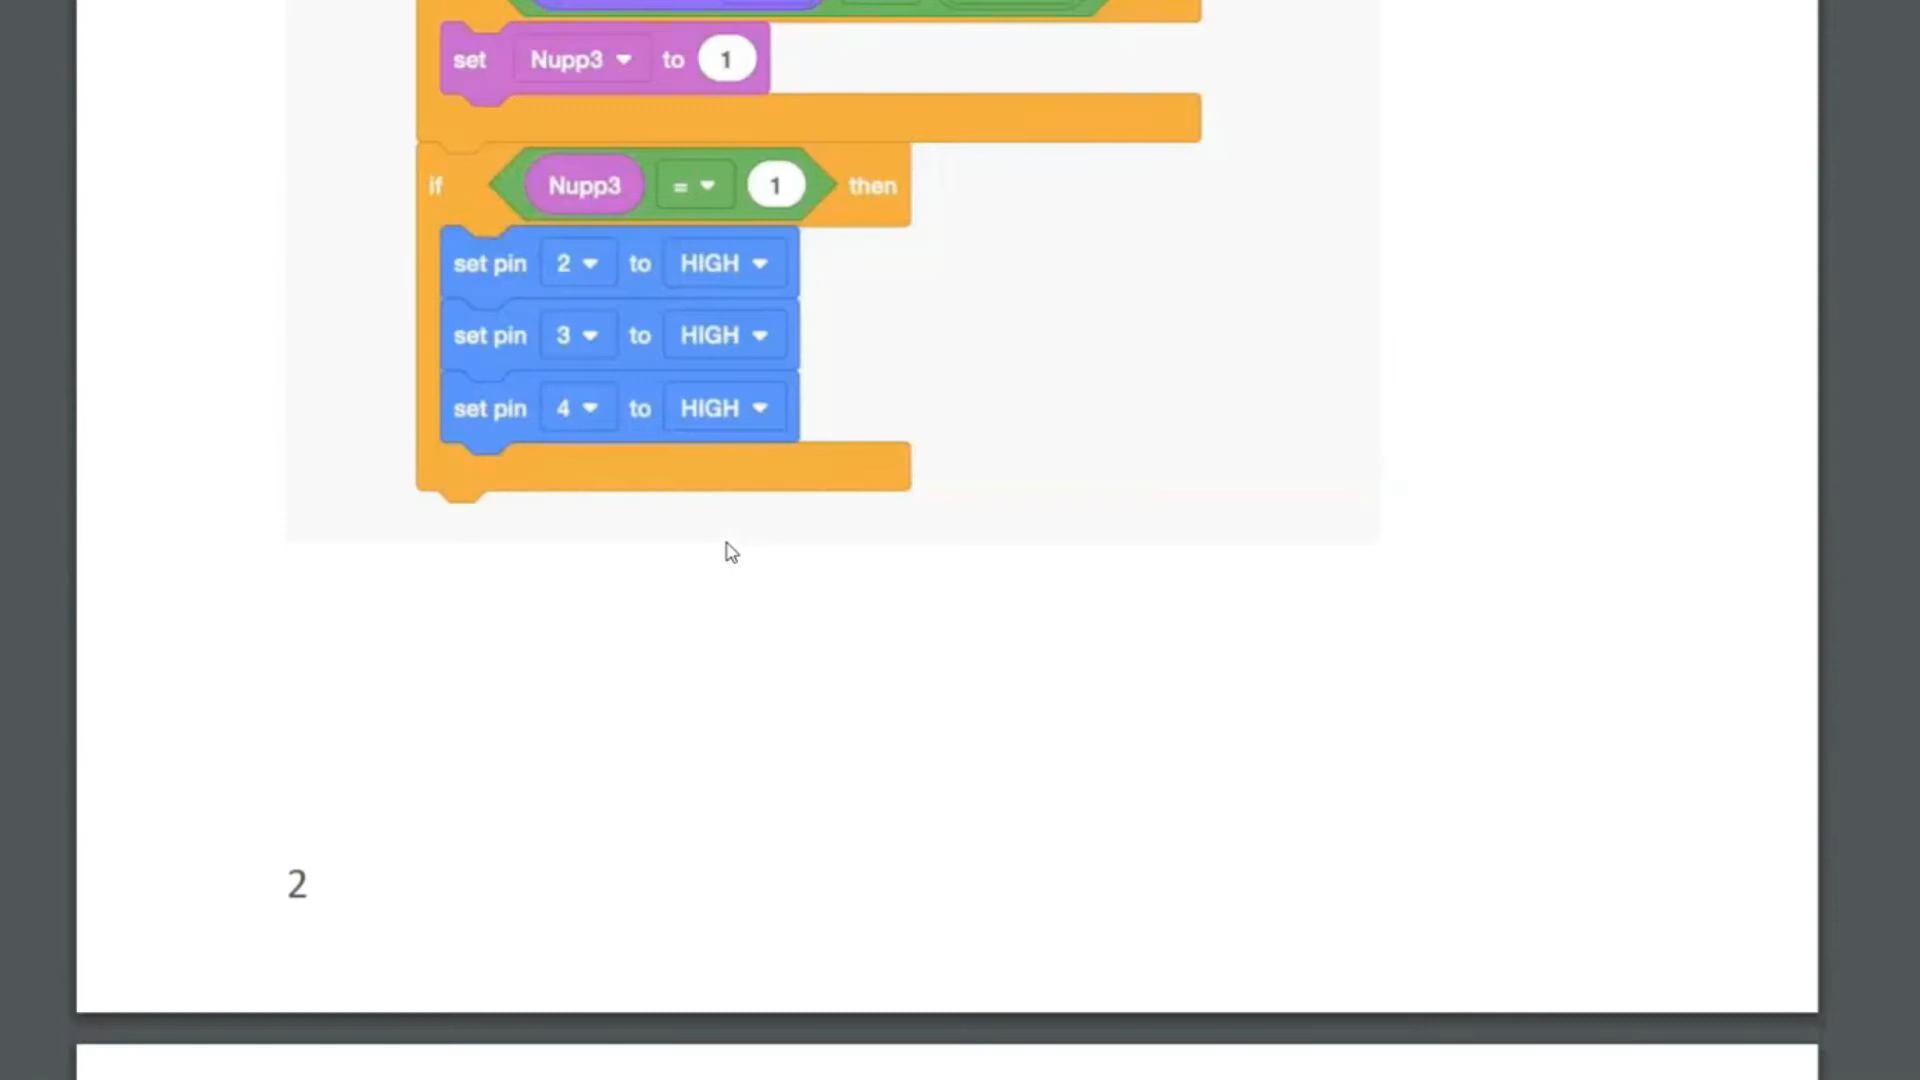 set Nupp3 to 1
if Nupp3 = 1 then
set pin 2 to HIGH
set pin 3 to HIGH
set pin 4 to HIGH
2